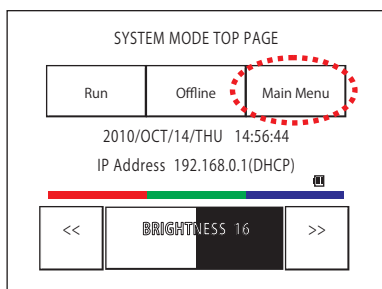 SYSTEM MODE TOP PAGE
Run Offline Main Menu
2010/OCT/14/THU 14:56:44
IP Address 192.168.0.1(DHCP)
<< BRIGHTNESS 16 >>